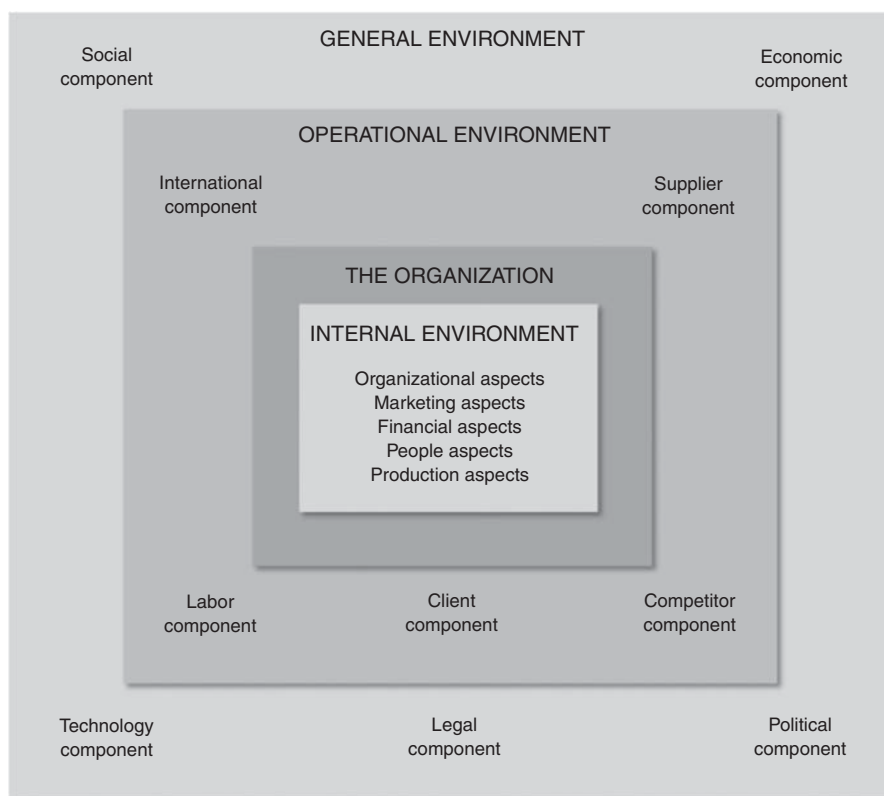 GENERAL ENVIRONMENT
Social
component
Economic
component
OPERATIONAL ENVIRONMENT
International
component
Supplier
component
THE ORGANIZATION
INTERNAL ENVIRONMENT
Organizational aspects
Marketing aspects
Financial aspects
People aspects
Production aspects
Labor
component
Client
component
Competitor
component
Technology
component
Legal
component
Political
component